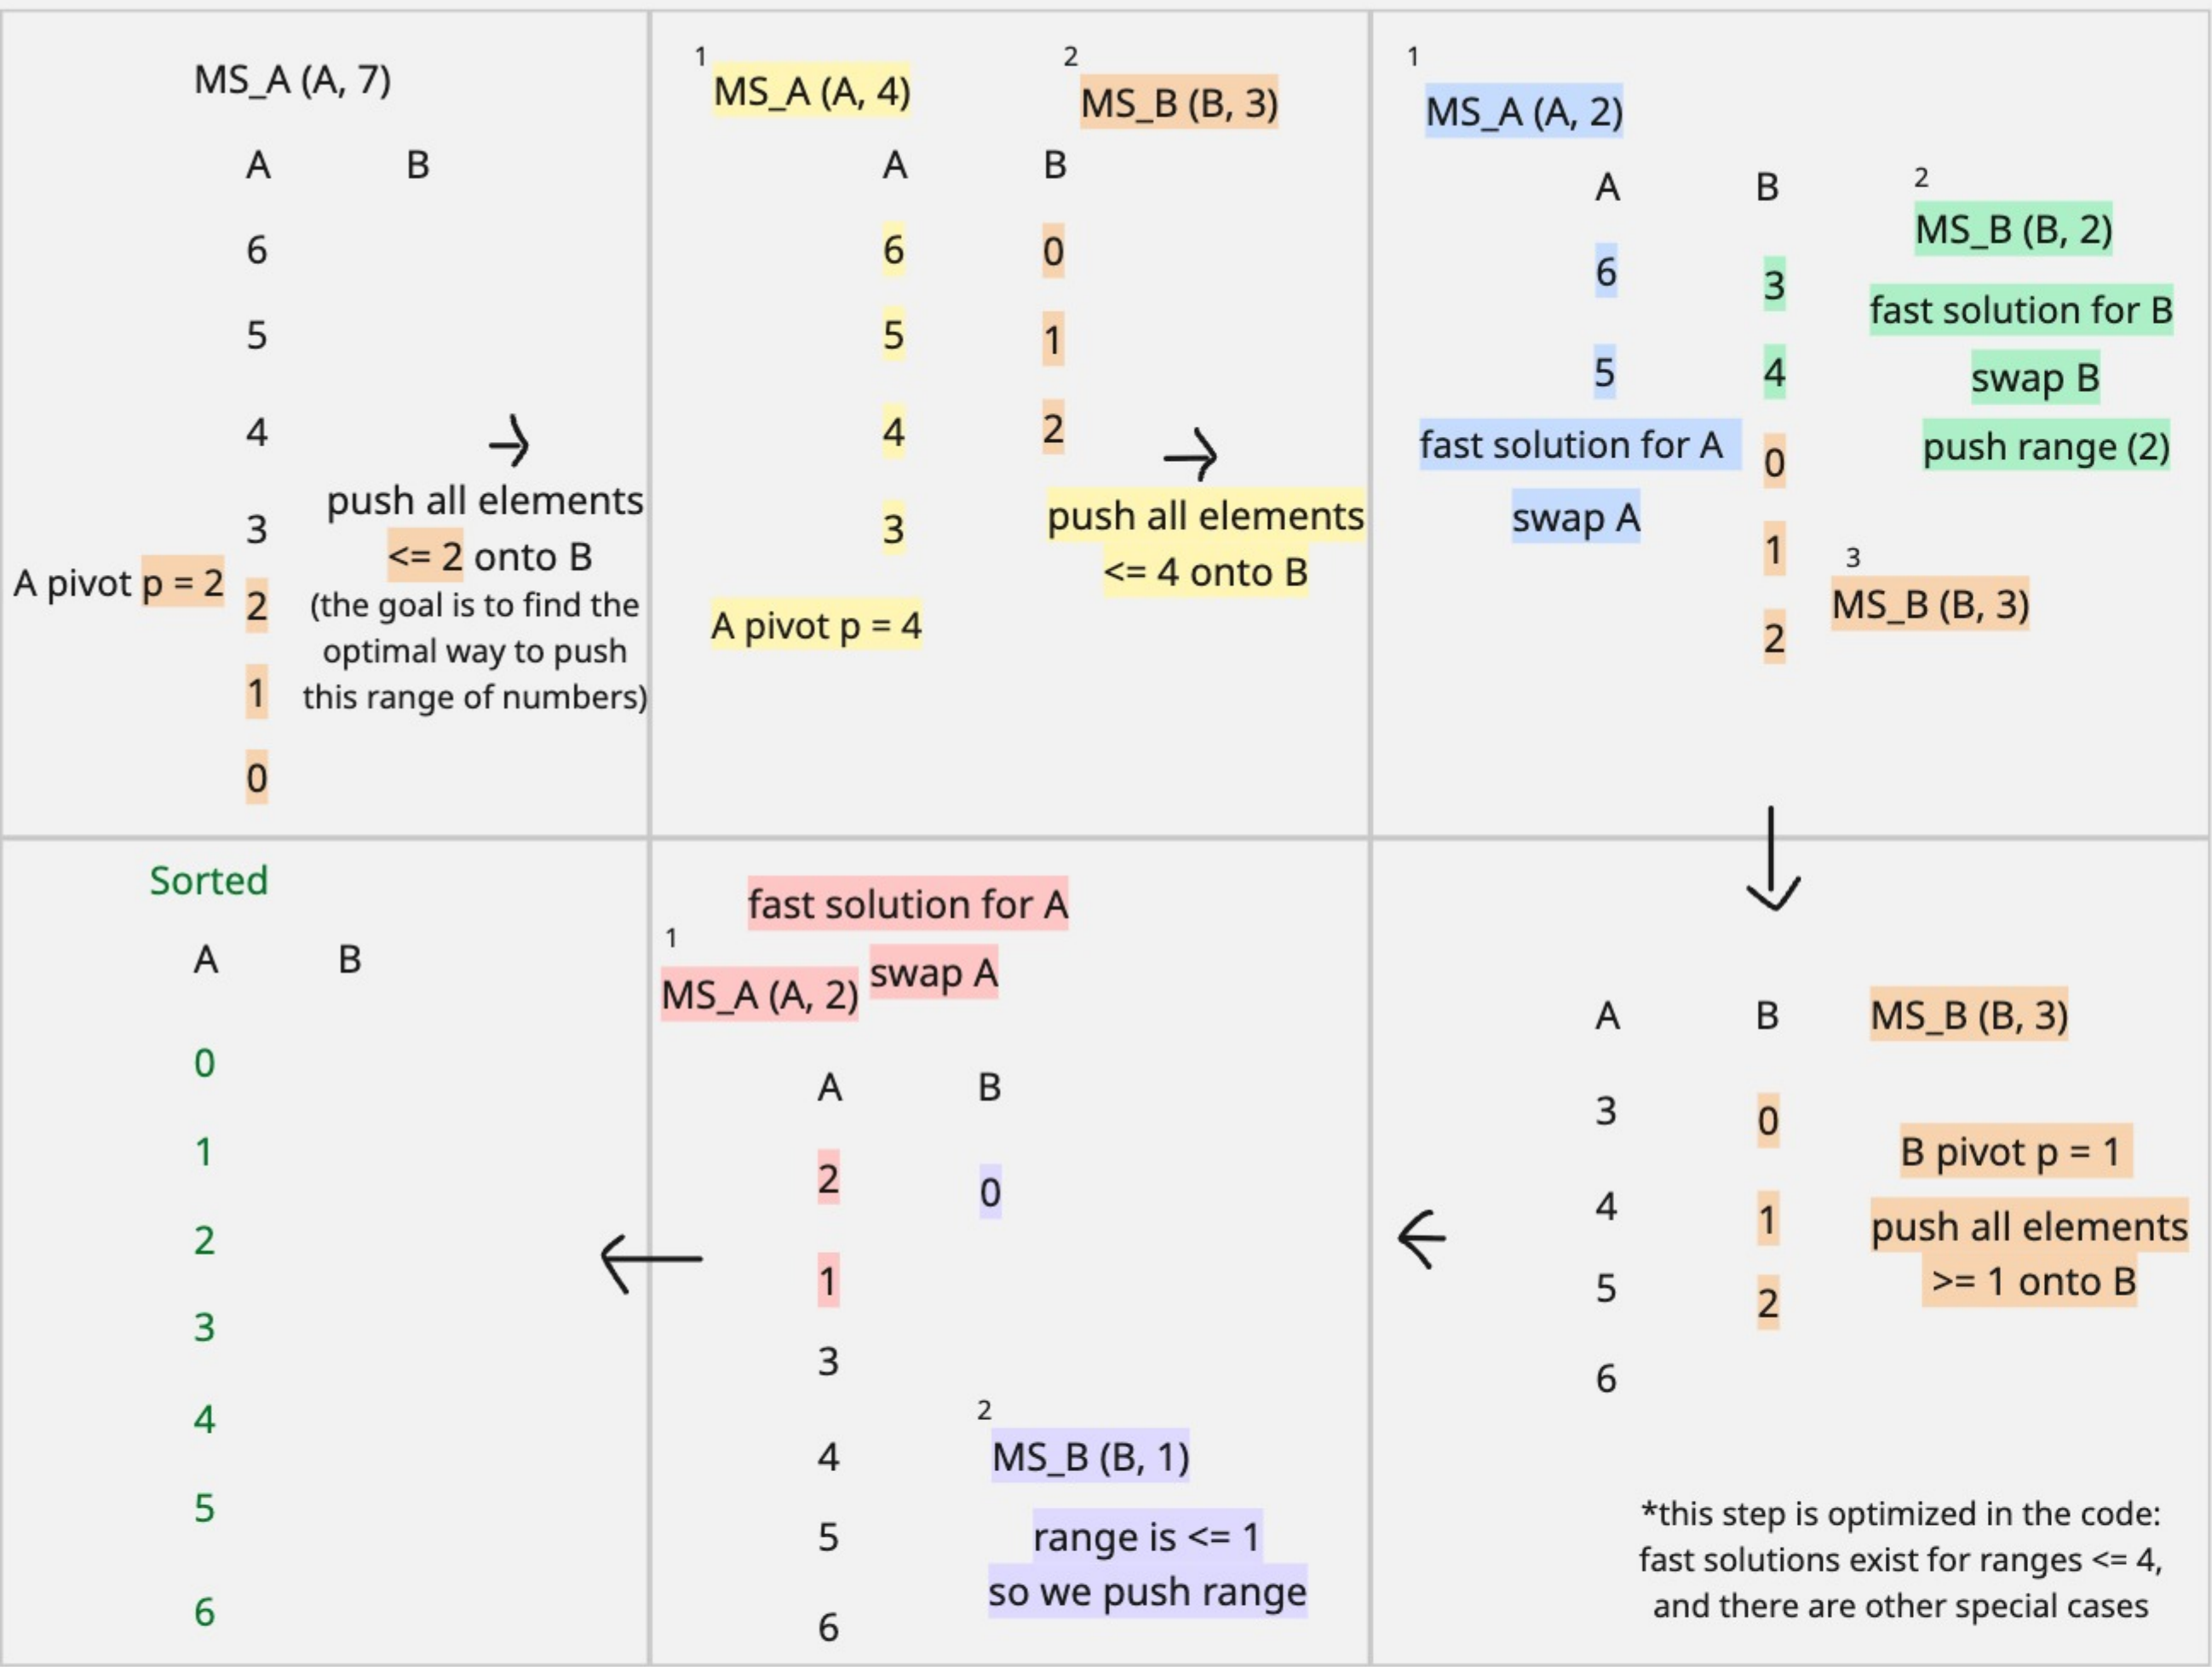 MS_A (A, 7)
A B
6
5
4
3
2
1
0
A pivot p = 2
push all elements
<= 2 onto B
(the goal is to find the
optimal way to push
this range of numbers)
1
MS_A (A, 4)
2
MS_B (B, 3)
A B
6 0
5 1
4 2
3
push all elements
<= 4 onto B
A pivot p = 4
1
MS_A (A, 2)
A B
6 3
5 4
0
1
2
fast solution for A
swap A
2
MS_B (B, 2)
fast solution for B
swap B
push range (2)
3
MS_B (B, 3)
A B
3 0
4 1
5 2
6
MS_B (B, 3)
B pivot p = 1
push all elements
>= 1 onto B
*this step is optimized in the code:
fast solutions exist for ranges <= 4,
and there are other special cases
fast solution for A
swap A
1
MS_A (A, 2)
A B
2 0
1
3
4
5
6
2
MS_B (B, 1)
range is <= 1
so we push range
Sorted
A B
0
1
2
3
4
5
6